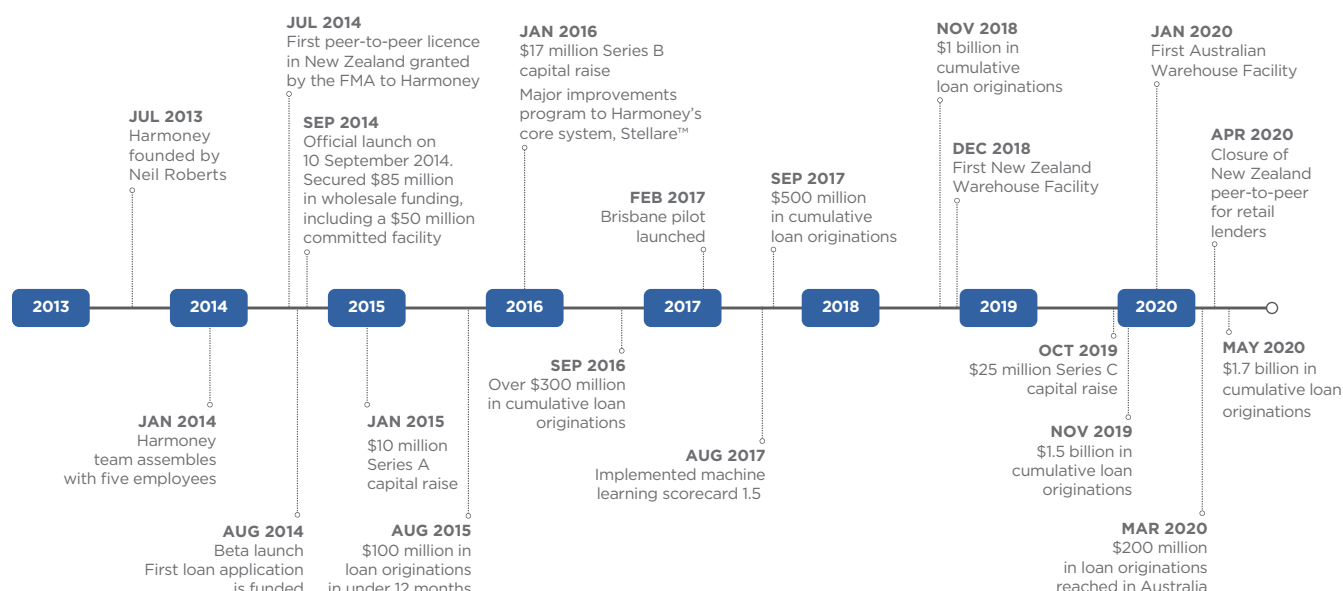 JUL 2013
Harmoney
founded by
Neil Roberts
JUL 2014
First peer-to-peer licence
in New Zealand granted
by the FMA to Harmoney
SEP 2014
Official launch on
10 September 2014.
Secured $85 million
in wholesale funding,
including a $50 million
committed facility
JAN 2016
$17 million Series B
capital raise
Major improvements
program to Harmoney's
core system, Stellare™
FEB 2017
Brisbane pilot
launched
SEP 2017
$500 million
in cumulative
loan originations
NOV 2018
$1 billion in
cumulative
loan originations
DEC 2018
First New Zealand
Warehouse Facility
JAN 2020
First Australian
Warehouse Facility
APR 2020
Closure of
New Zealand
peer-to-peer
for retail
lenders
2013
2014
2015
2016
2017
2018
2019
2020
JAN 2014
Harmoney
team assembles
with five employees
AUG 2014
Beta launch
First loan application
is funded
JAN 2015
$10 million
Series A
capital raise
AUG 2015
$100 million in
loan originations
in under 12 months
SEP 2016
Over $300 million
in cumulative loan
originations
AUG 2017
Implemented machine
learning scorecard 1.5
OCT 2019
$25 million Series C
capital raise
NOV 2019
$1.5 billion in
cumulative loan
originations
MAR 2020
$200 million
in loan originations
reached in Australia
MAY 2020
$1.7 billion in
cumulative loan
originations